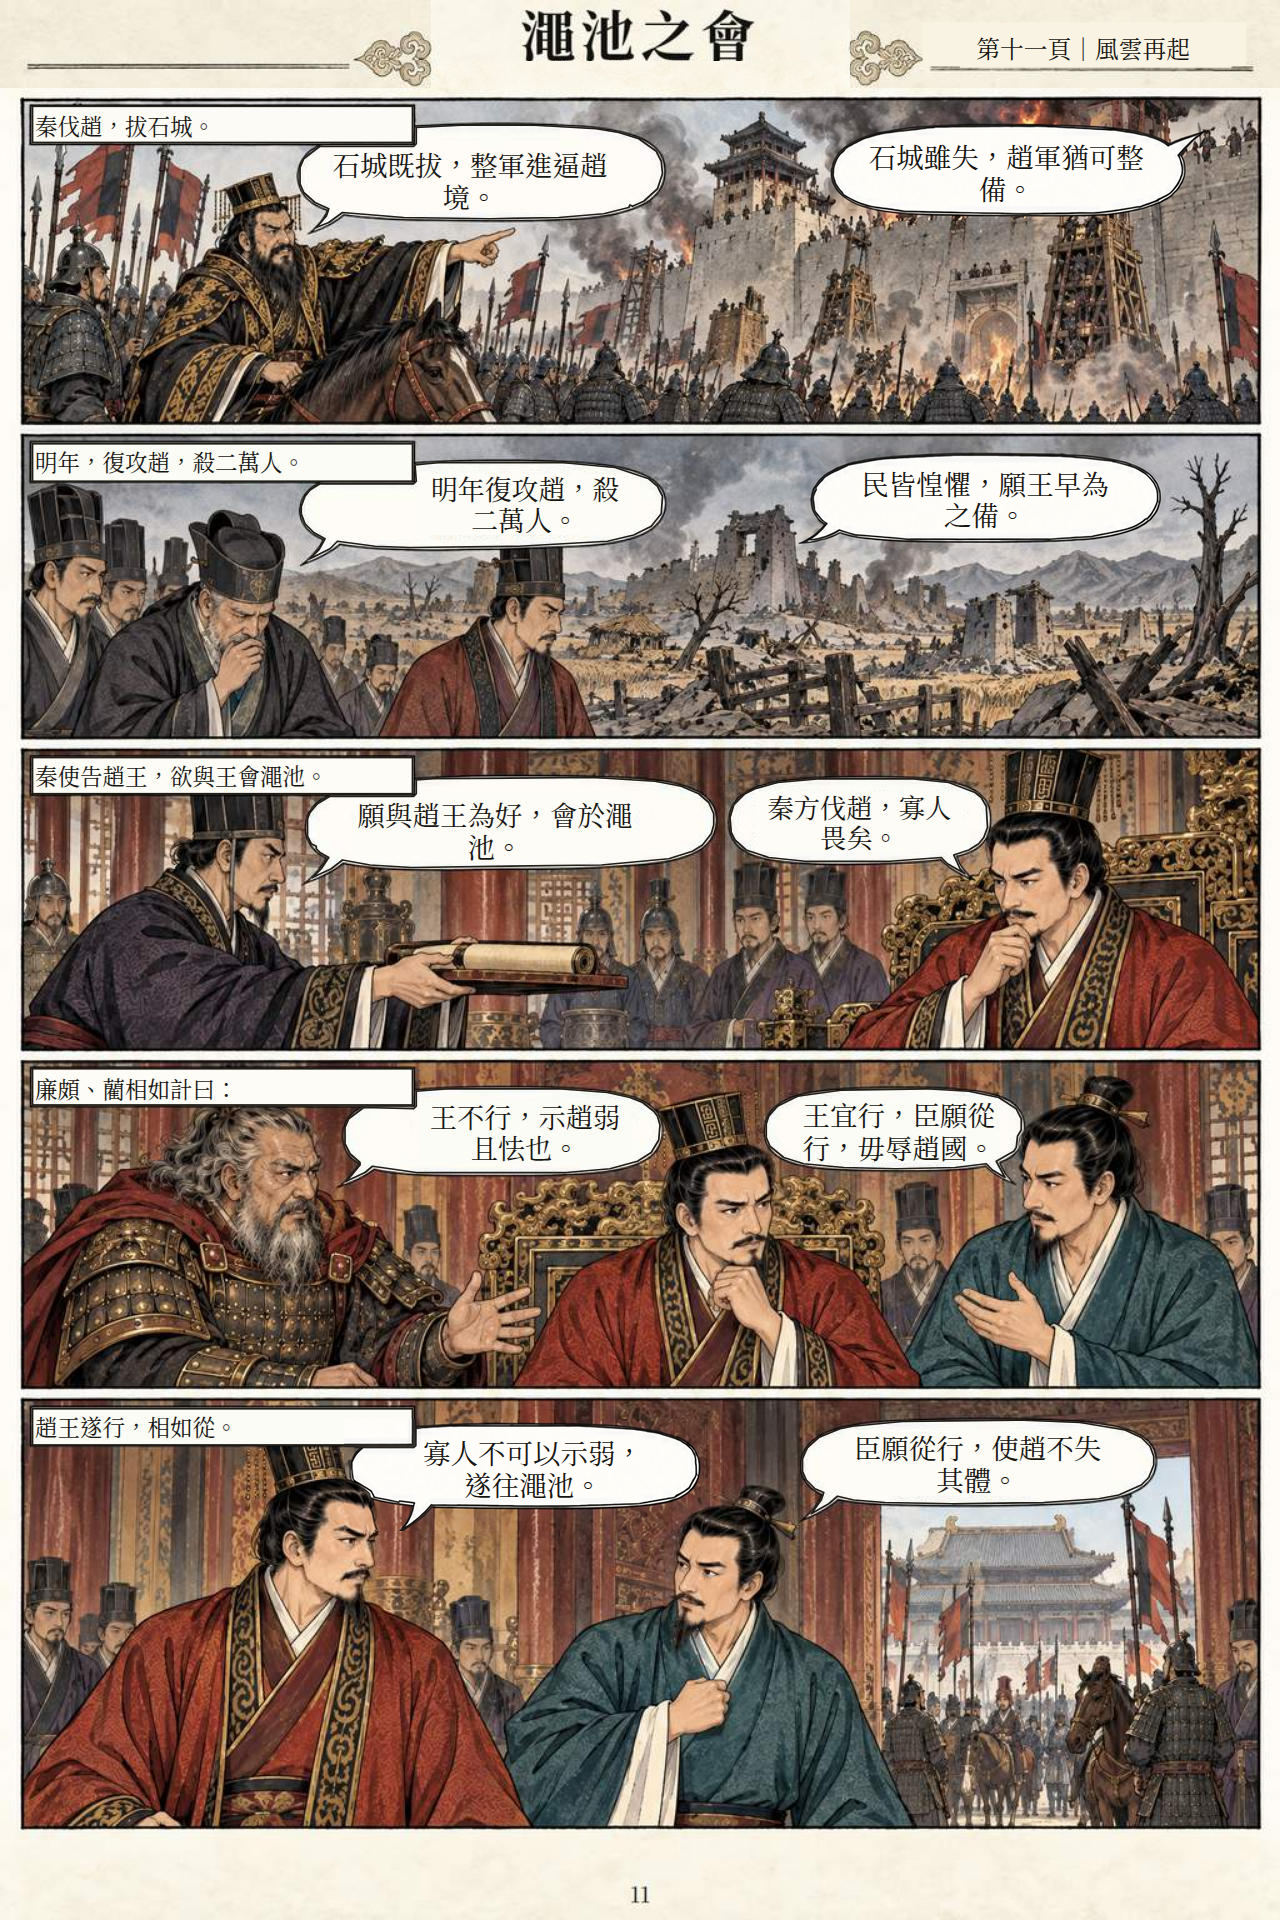 澠池之會
第十一頁｜風雲再起
秦伐趙，拔石城。
石城既拔，整軍進逼趙
境。
石城雖失，趙軍猶可整
備。
明年，復攻趙，殺二萬人。
明年復攻趙，殺
二萬人。
民皆惶懼，願王早為
之備。
秦使告趙王，欲與王會澠池。
願與趙王為好，會於澠
池。
秦方伐趙，寡人
畏矣。
廉頗、藺相如計曰：
王不行，示趙弱
且怯也。
王宜行，臣願從
行，毋辱趙國。
趙王遂行，相如從。
寡人不可以示弱，
遂往澠池。
臣願從行，使趙不失
其體。
11